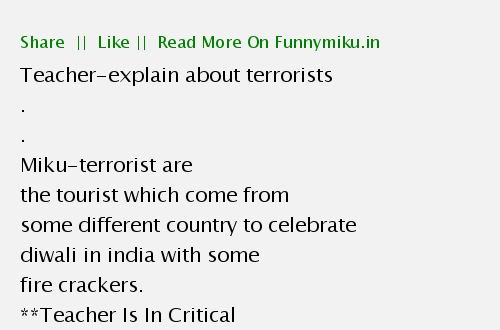 Share || Like || Read More On Funnymiku.in
Teacher-explain about terrorists
.
.
Miku-terrorist are
the tourist which come from
some different country to celebrate
diwali in india with some
fire crackers.
**Teacher Is In Critical